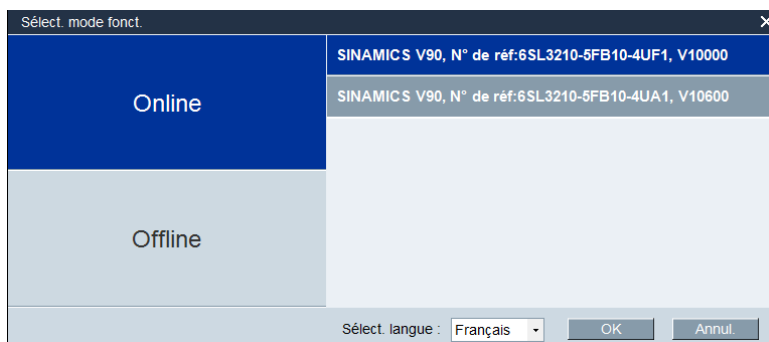 Sélect. mode fonct.
Online
SINAMICS V90, N° de réf:6SL3210-5FB10-4UF1, V10000
SINAMICS V90, N° de réf:6SL3210-5FB10-4UA1, V10600
Offline
Sélect. langue : Français OK Annul.